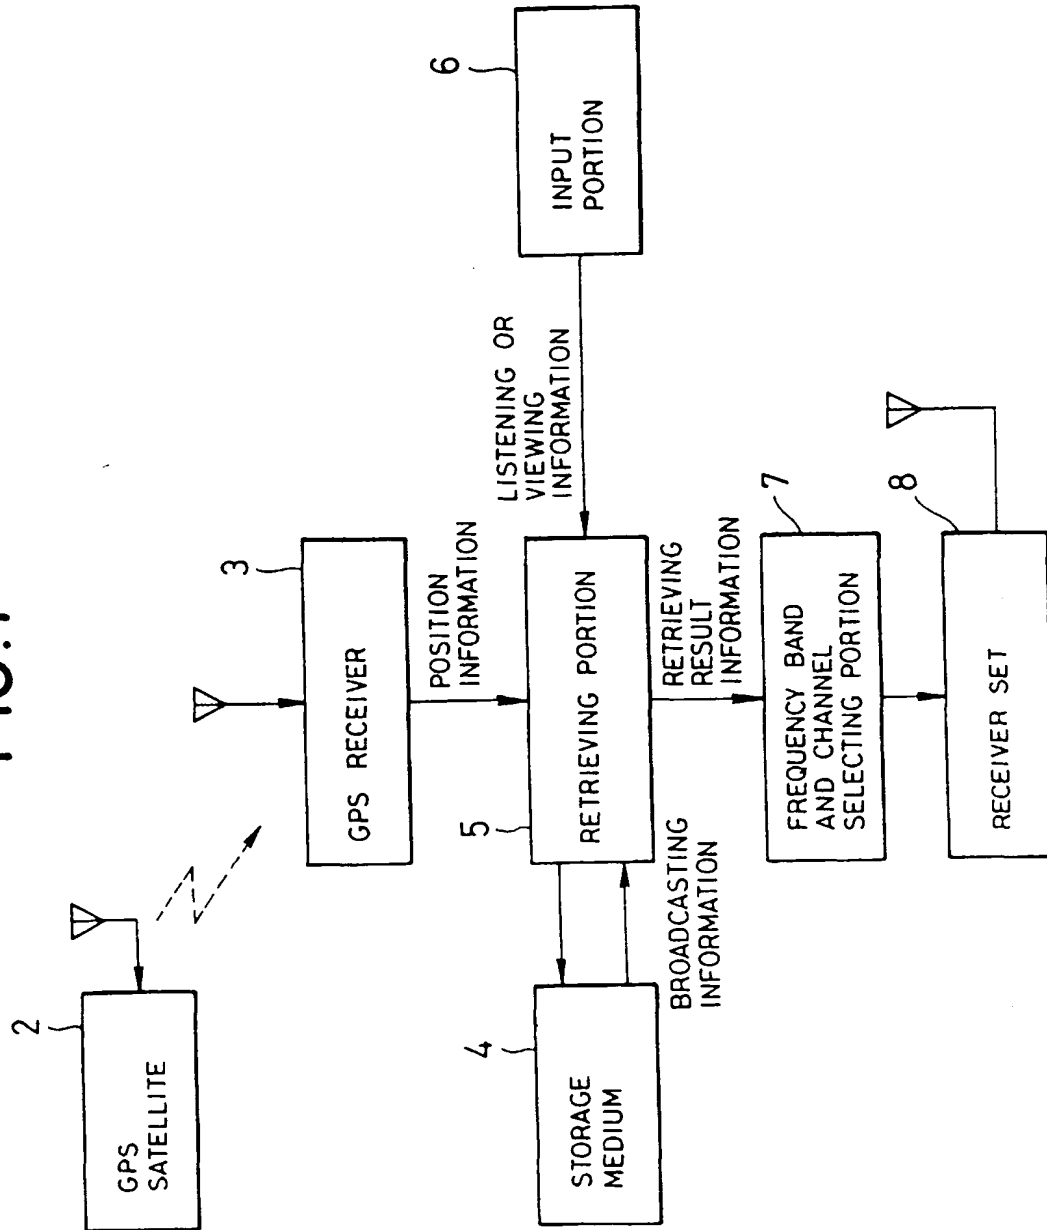 2
GPS
SATELLITE
3
GPS RECEIVER
POSITION
INFORMATION
4
STORAGE
MEDIUM
5
RETRIEVING PORTION
BROADCASTING
INFORMATION
6
INPUT
PORTION
LISTENING OR
VIEWING
INFORMATION
RETRIEVING
RESULT
INFORMATION
7
FREQUENCY BAND
AND CHANNEL
SELECTING PORTION
8
RECEIVER SET